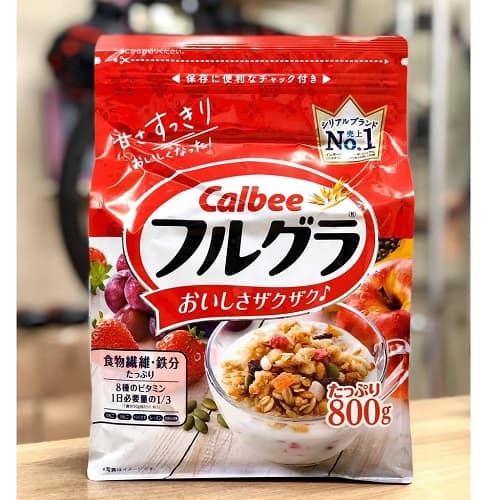 保存に便利なチャック付き
甘さすっきり
おいしくなった!
シリアルブランド
売上
No.1
Calbee
フルグラ®
おいしさザクザク♪
食物繊維・鉄分
たっぷり
8種のビタミン
1日必要量の1/3
たっぷり
800g